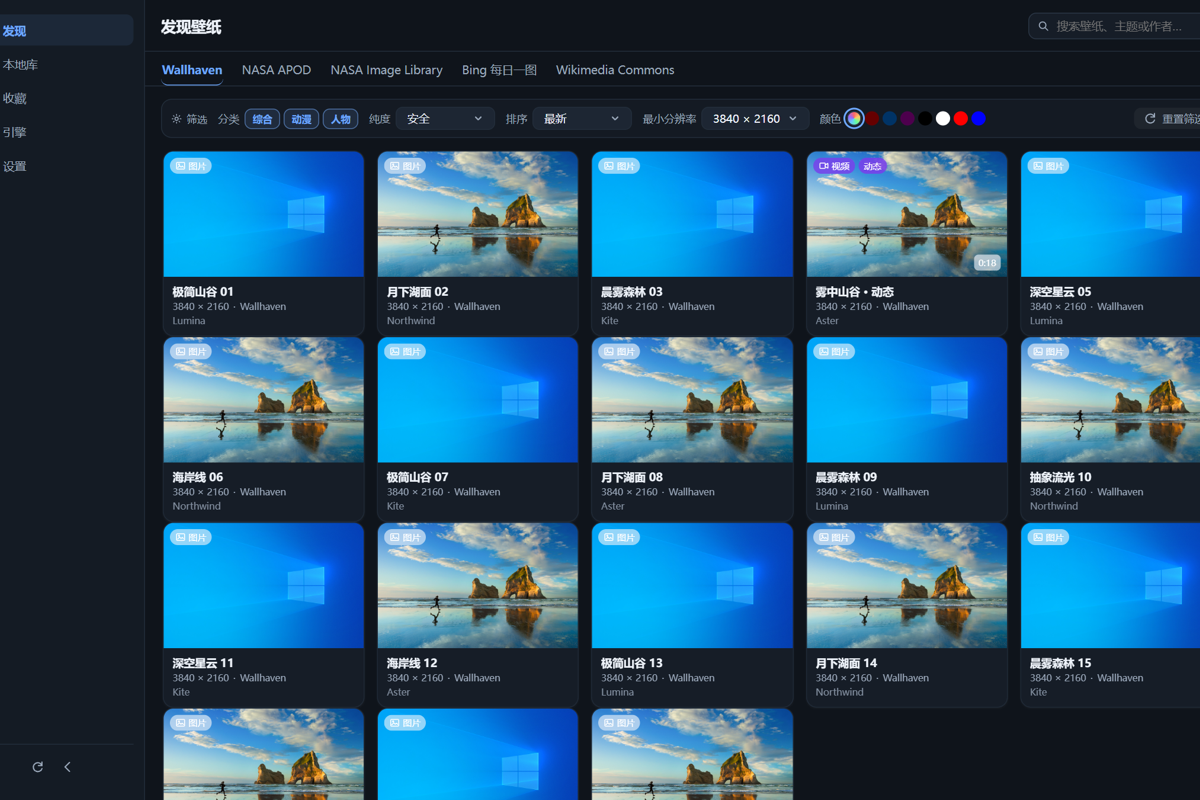 发现
本地库
收藏
引擎
设置
发现壁纸
搜索壁纸、主题或作者...
Wallhaven
NASA APOD
NASA Image Library
Bing 每日一图
Wikimedia Commons
筛选
分类
综合
动漫
人物
纯度
安全
排序
最新
最小分辨率
3840 × 2160
颜色
重置筛选
图片
极简山谷 01
3840 × 2160 · Wallhaven
Lumina
图片
月下湖面 02
3840 × 2160 · Wallhaven
Northwind
图片
晨雾森林 03
3840 × 2160 · Wallhaven
Kite
视频
动态
0:18
雾中山谷 • 动态
3840 × 2160 · Wallhaven
Aster
图片
深空星云 05
3840 × 2160 · Wallhaven
Lumina
图片
海岸线 06
3840 × 2160 · Wallhaven
Northwind
图片
极简山谷 07
3840 × 2160 · Wallhaven
Kite
图片
月下湖面 08
3840 × 2160 · Wallhaven
Aster
图片
晨雾森林 09
3840 × 2160 · Wallhaven
Lumina
图片
抽象流光 10
3840 × 2160 · Wallhaven
Northwind
图片
深空星云 11
3840 × 2160 · Wallhaven
Kite
图片
海岸线 12
3840 × 2160 · Wallhaven
Aster
图片
极简山谷 13
3840 × 2160 · Wallhaven
Lumina
图片
月下湖面 14
3840 × 2160 · Wallhaven
Northwind
图片
晨雾森林 15
3840 × 2160 · Wallhaven
Kite
图片
图片
图片